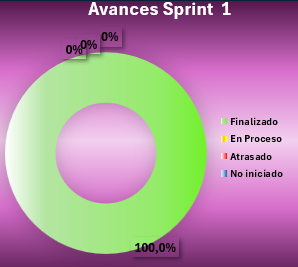 Avances Sprint 1
0%
0%
0%
100,0%
Finalizado
En Proceso
Atrasado
No iniciado